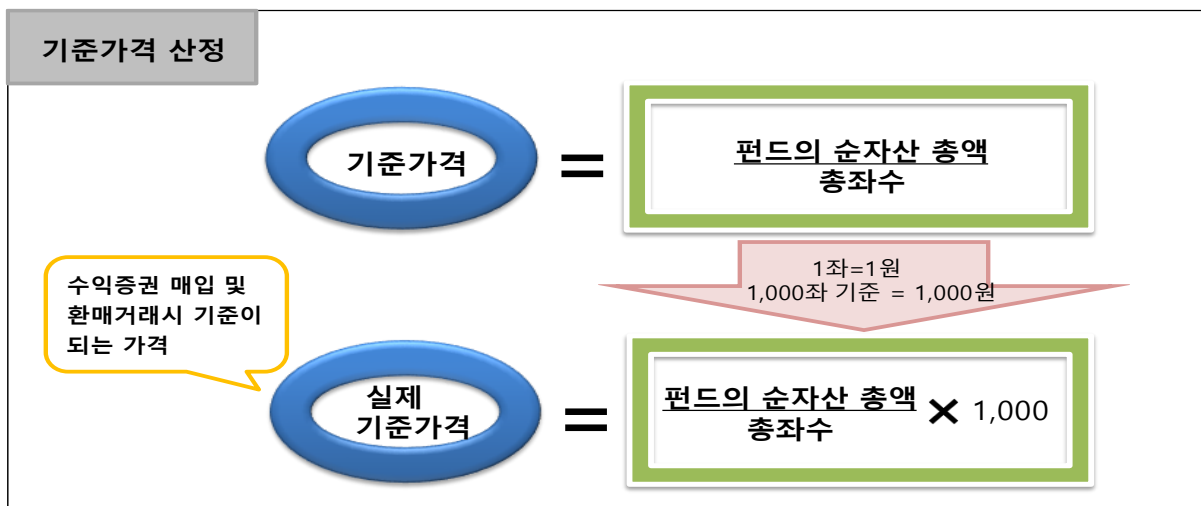 기준가격 산정
기준가격
=
펀드의 순자산 총액
총좌수
1좌=1원
1,000좌 기준 = 1,000원
수익증권 매입 및
환매거래시 기준이
되는 가격
실제
기준가격
=
펀드의 순자산 총액
총좌수
× 1,000